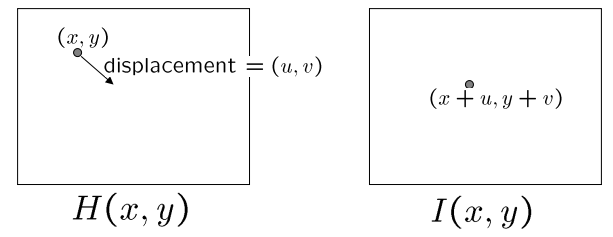 (x, y)
displacement = (u, v)
(x + u, y + v)
H(x, y)
I(x, y)